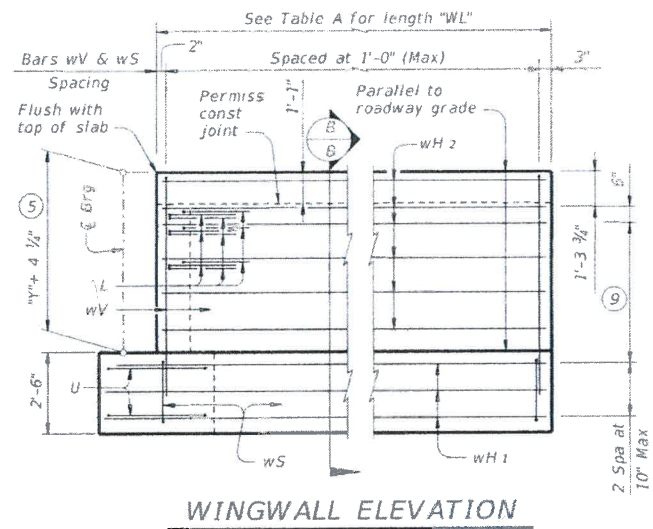 See Table A for length "WL"
2"
Bars wV & wS
Spacing
Spaced at 1'-0" (Max)
3"
Flush with
top of slab
Permiss
const
joint
1'-1"
Parallel to
roadway grade
B
B
wH 2
5
"Y"+ 4 ¼"
℄ Brg
6"
1'-3 ¾"
9
L
wV
2'-6"
U
wS
wH 1
2 Spa at
10" Max
WINGWALL ELEVATION